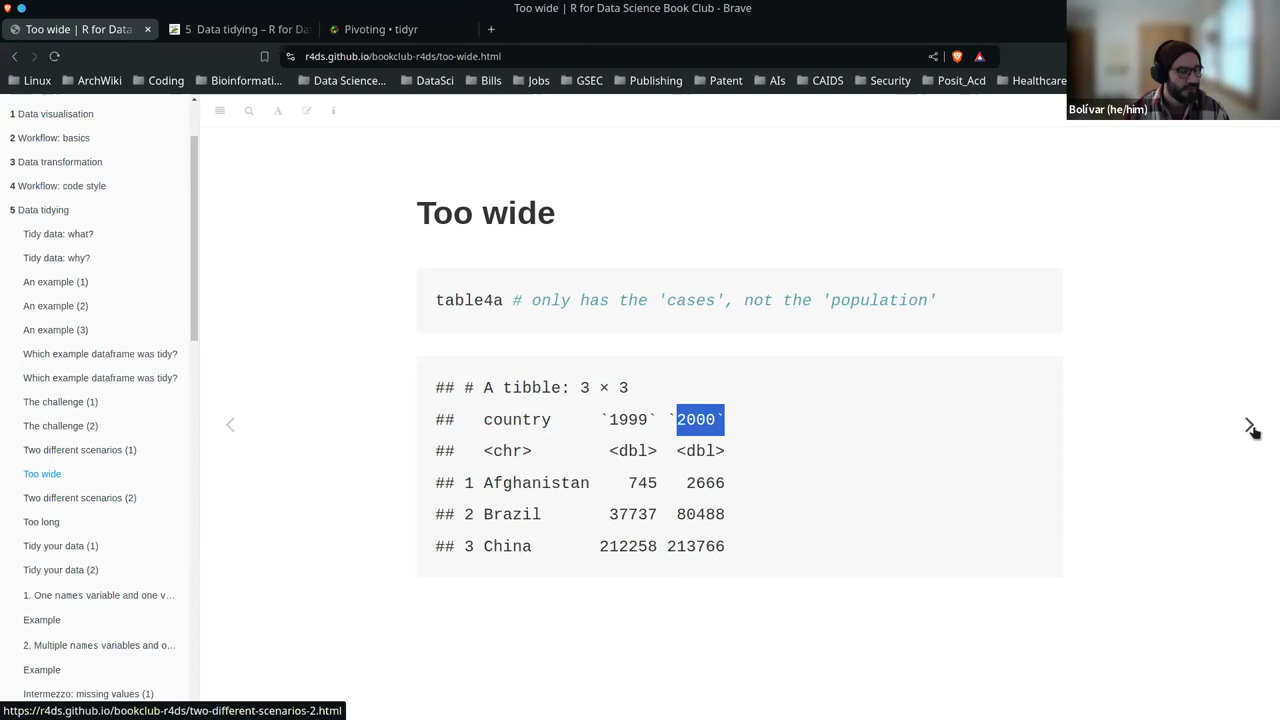 Too wide | R for Data Science Book Club - Brave
Too wide | R for Data
5 Data tidying – R for Da
Pivoting • tidyr
r4ds.github.io/bookclub-r4ds/too-wide.html
Linux ArchWiki Coding Bioinformati... Data Science... DataSci Bills Jobs GSEC Publishing Patent AIs CAIDS Security Posit_Acd Healthcare
Bolívar (he/him)
1 Data visualisation
2 Workflow: basics
3 Data transformation
4 Workflow: code style
5 Data tidying
Tidy data: what?
Tidy data: why?
An example (1)
An example (2)
An example (3)
Which example dataframe was tidy?
Which example dataframe was tidy?
The challenge (1)
The challenge (2)
Two different scenarios (1)
Too wide
Two different scenarios (2)
Too long
Tidy your data (1)
Tidy your data (2)
1. One names variable and one v...
Example
2. Multiple names variables and o...
Example
Intermezzo: missing values (1)
Too wide
table4a # only has the 'cases', not the 'population'
## # A tibble: 3 × 3
## country `1999` `2000`
## <chr> <dbl> <dbl>
## 1 Afghanistan 745 2666
## 2 Brazil 37737 80488
## 3 China 212258 213766
https://r4ds.github.io/bookclub-r4ds/two-different-scenarios-2.html